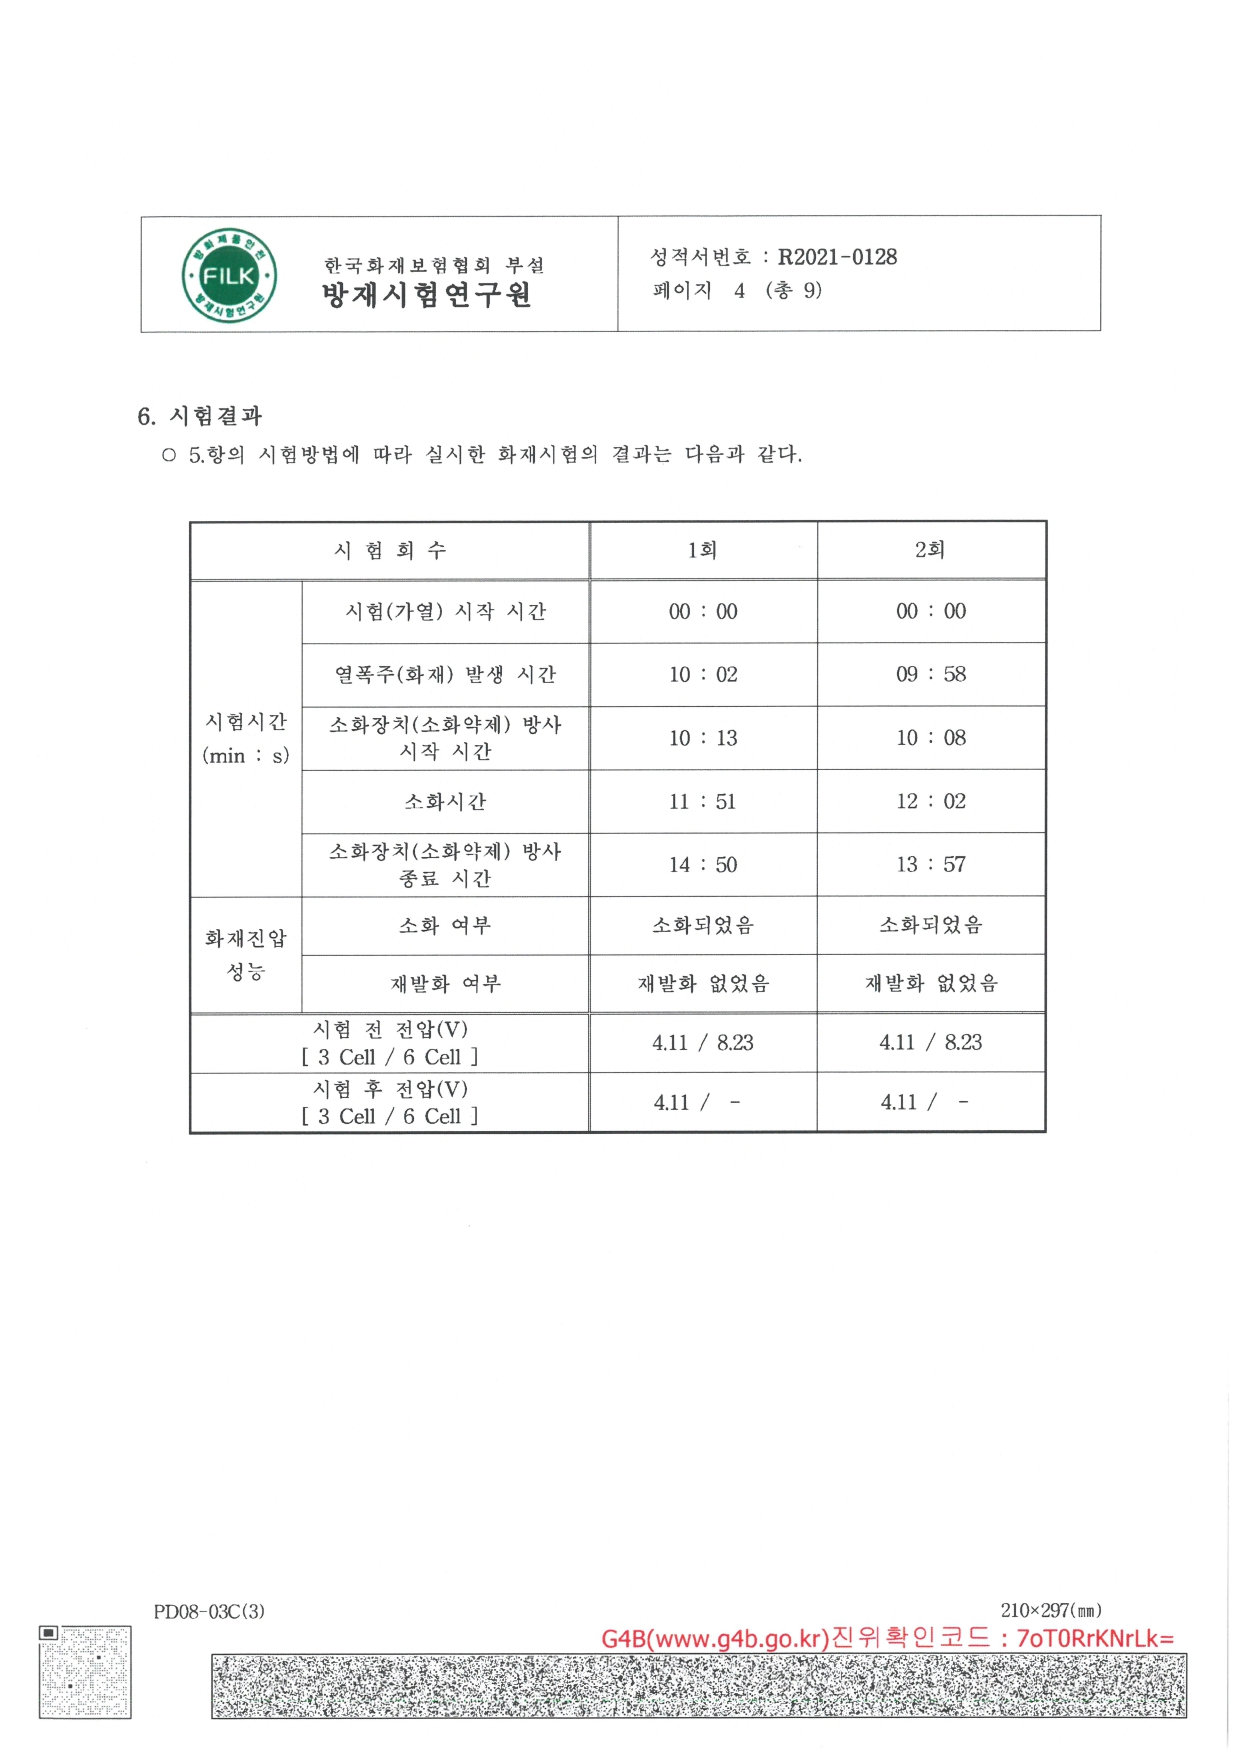 방화제품안전
FILK
방재시험연구원
한국화재보험협회 부설
방재시험연구원
성적서번호 : R2021-0128
페이지 4 (총 9)
6. 시험결과
○ 5.항의 시험방법에 따라 실시한 화재시험의 결과는 다음과 같다.
시 험 회 수 1회 2회
시험시간
(min : s)
시험(가열) 시작 시간 00 : 00 00 : 00
열폭주(화재) 발생 시간 10 : 02 09 : 58
소화장치(소화약제) 방사
시작 시간 10 : 13 10 : 08
소화시간 11 : 51 12 : 02
소화장치(소화약제) 방사
종료 시간 14 : 50 13 : 57
화재진압
성능
소화 여부 소화되었음 소화되었음
재발화 여부 재발화 없었음 재발화 없었음
시험 전 전압(V)
[ 3 Cell / 6 Cell ] 4.11 / 8.23 4.11 / 8.23
시험 후 전압(V)
[ 3 Cell / 6 Cell ] 4.11 / - 4.11 / -
PD08-03C(3) 210×297(㎜)
G4B(www.g4b.go.kr)진위확인코드 : 7oT0RrKNrLk=